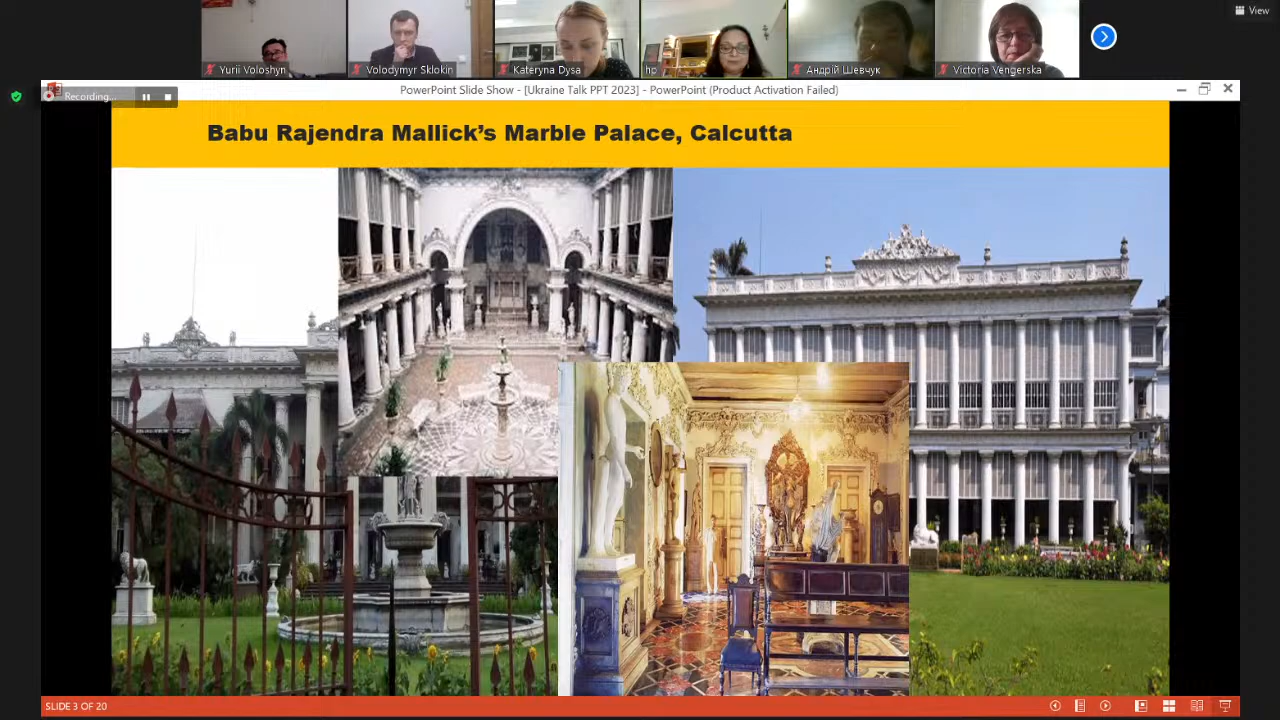 View
Yurii Voloshyn
Volodymyr Sklokin
Kateryna Dysa
hp
Андрій Шевчук
Victoria Vengerska
Recording...
PowerPoint Slide Show - [Ukraine Talk PPT 2023] - PowerPoint (Product Activation Failed)
Babu Rajendra Mallick's Marble Palace, Calcutta
SLIDE 3 OF 20